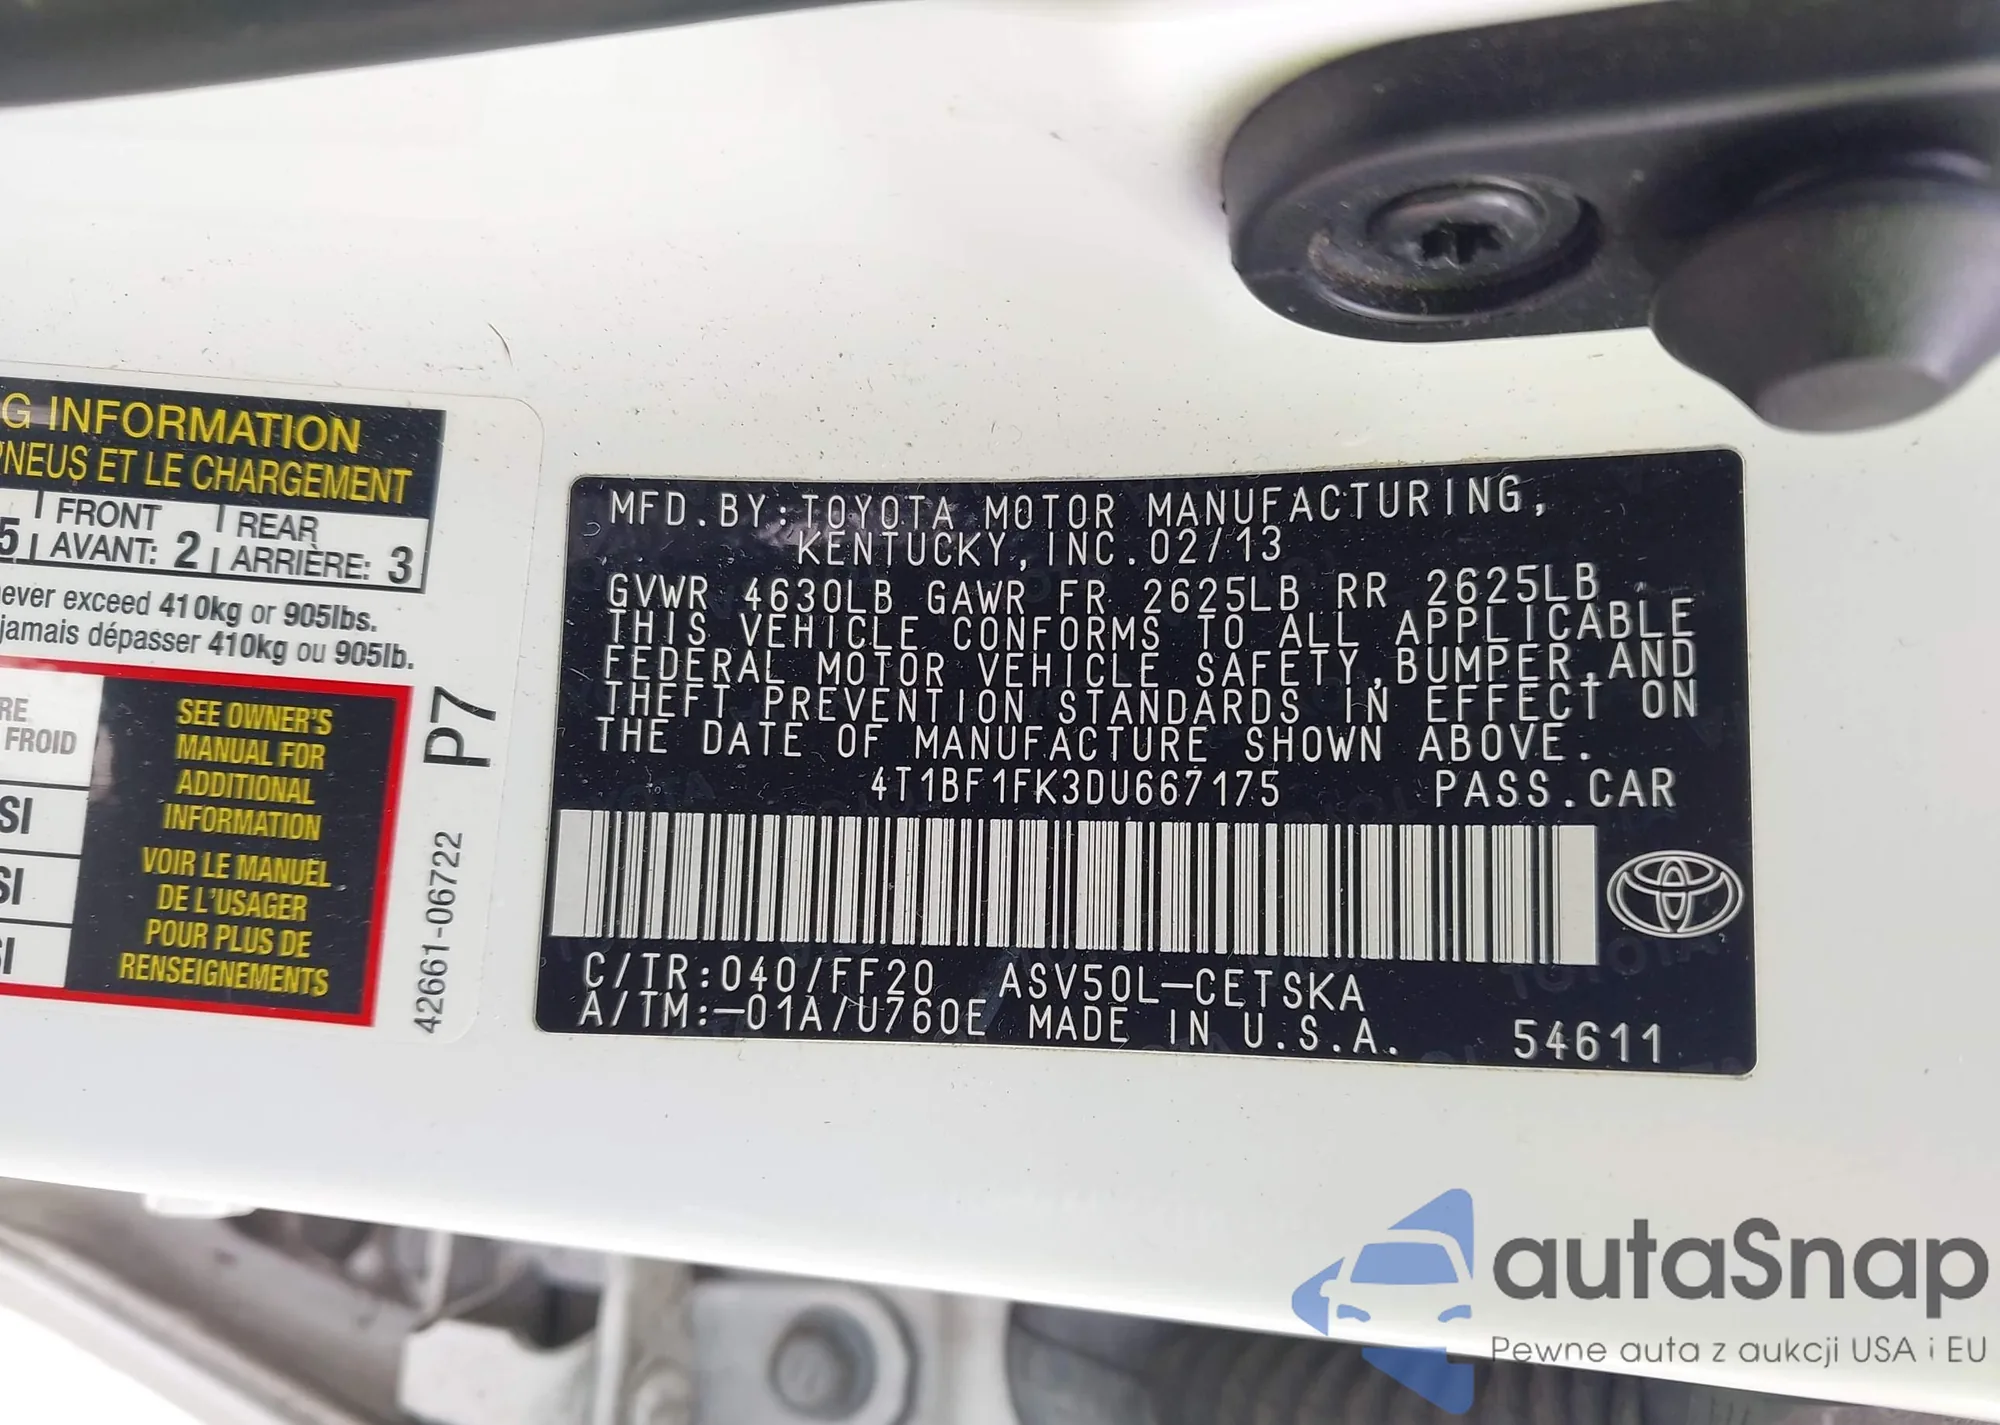 G INFORMATION
PNEUS ET LE CHARGEMENT
5 FRONT AVANT: 2 REAR ARRIÈRE: 3
never exceed 410kg or 905lbs.
jamais dépasser 410kg ou 905lb.
RE
FROID
SI
SI
SI
SEE OWNER'S
MANUAL FOR
ADDITIONAL
INFORMATION
VOIR LE MANUEL
DE L'USAGER
POUR PLUS DE
RENSEIGNEMENTS
P7
42661-06722
MFD.BY:TOYOTA MOTOR MANUFACTURING,
KENTUCKY,INC.02/13
GVWR 4630LB GAWR FR 2625LB RR 2625LB
THIS VEHICLE CONFORMS TO ALL APPLICABLE
FEDERAL MOTOR VEHICLE SAFETY,BUMPER,AND
THEFT PREVENTION STANDARDS IN EFFECT ON
THE DATE OF MANUFACTURE SHOWN ABOVE.
4T1BF1FK3DU667175 PASS.CAR
C/TR:040/FF20 ASV50L-CETSKA
A/TM:-01A/U760E MADE IN U.S.A. 54611
autaSnap
Pewne auta z aukcji USA i EU